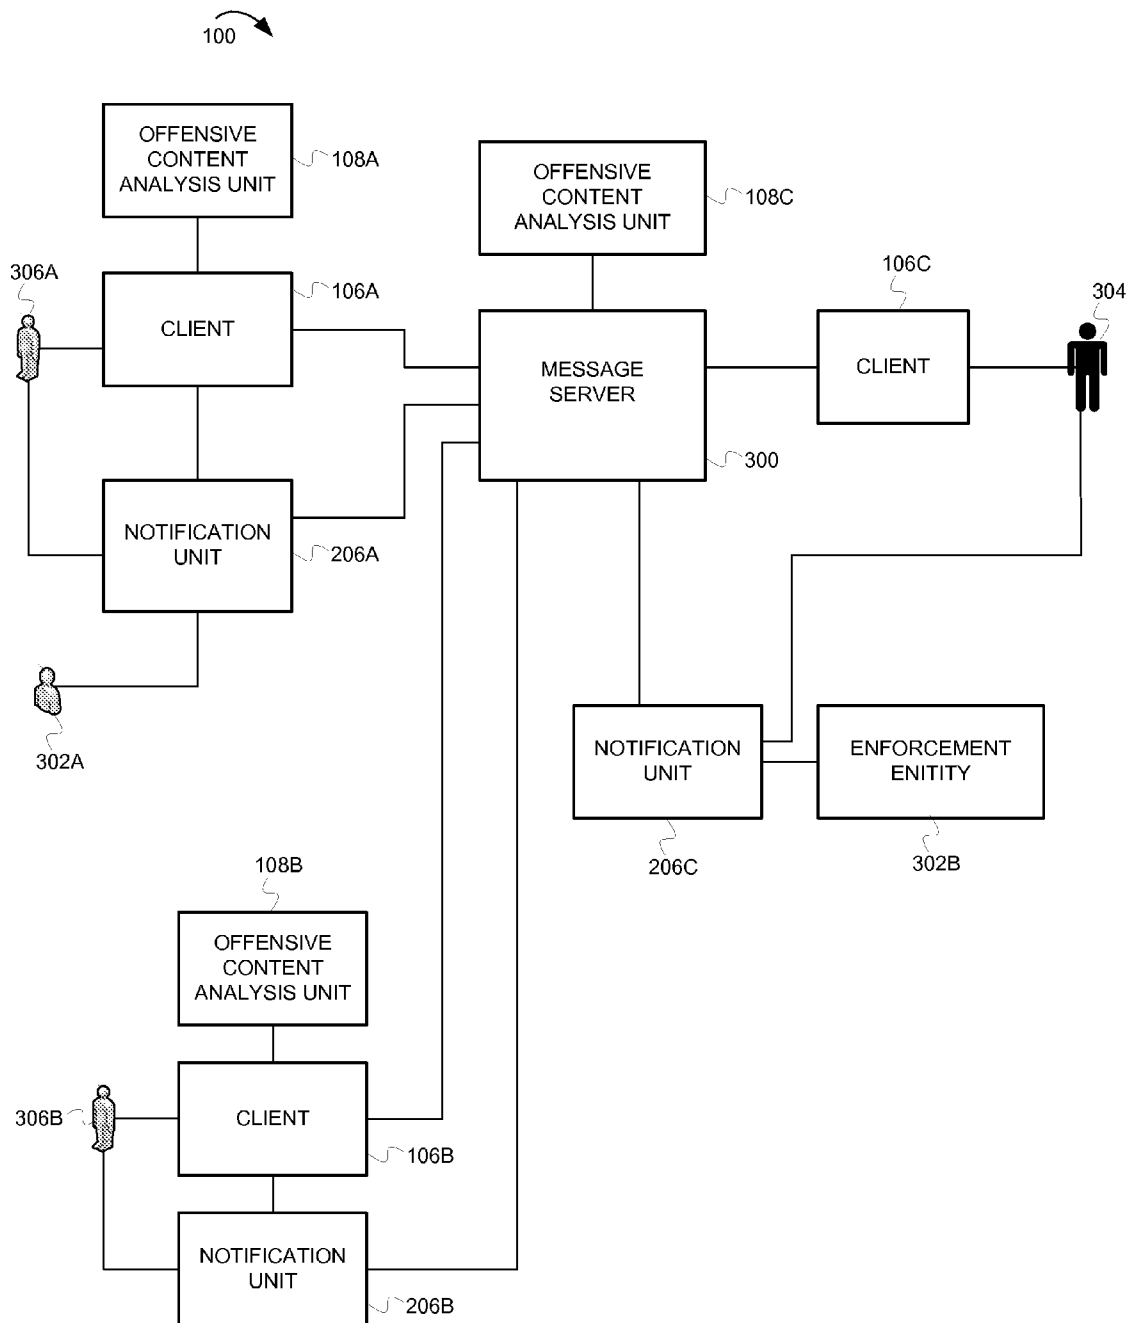 100
OFFENSIVE
CONTENT
ANALYSIS UNIT
108A
OFFENSIVE
CONTENT
ANALYSIS UNIT
108C
306A
CLIENT
106A
MESSAGE
SERVER
300
106C
CLIENT
304
NOTIFICATION
UNIT
206A
302A
NOTIFICATION
UNIT
206C
ENFORCEMENT
ENITITY
302B
108B
OFFENSIVE
CONTENT
ANALYSIS UNIT
306B
CLIENT
106B
NOTIFICATION
UNIT
206B